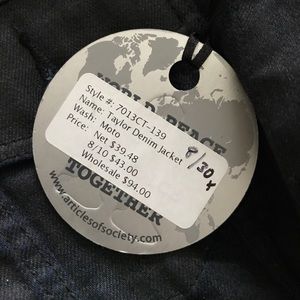 WORLD PEACE
Style #: 7013CT-139
Name: Taylor Denim Jacket
Wash: Moto
Price: Net $39.48
8/10 $43.00
Wholesale $94.00
9/30
TOGETHER
www.articlesofsociety.com